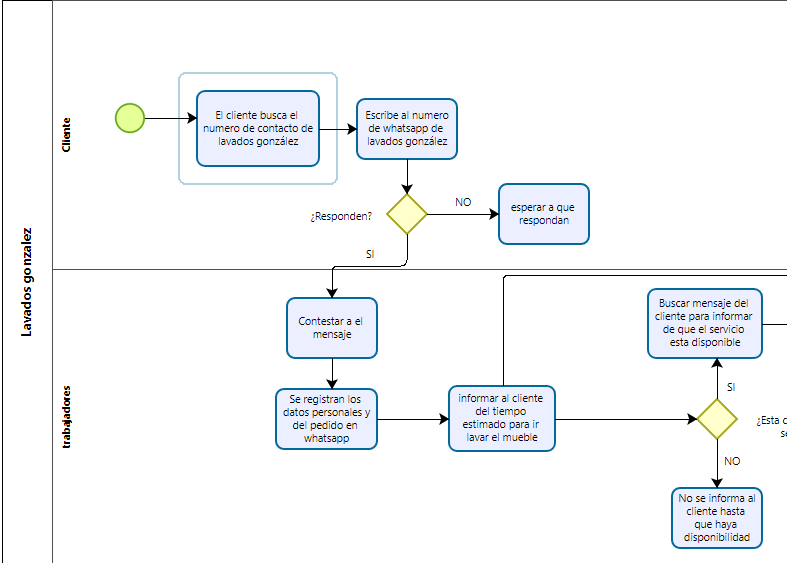 Lavados gonzalez
Cliente
El cliente busca el
numero de contacto de
lavados gonzález
Escribe al numero
de whatsapp de
lavados gonzález
¿Responden?
NO
esperar a que
respondan
SI
trabajadores
Contestar a el
mensaje
Se registran los
datos personales y
del pedido en
whatsapp
informar al cliente
del tiempo
estimado para ir
lavar el mueble
Buscar mensaje del
cliente para informar
de que el servicio
esta disponible
SI
¿Esta
NO
No se informa al
cliente hasta
que haya
disponibilidad